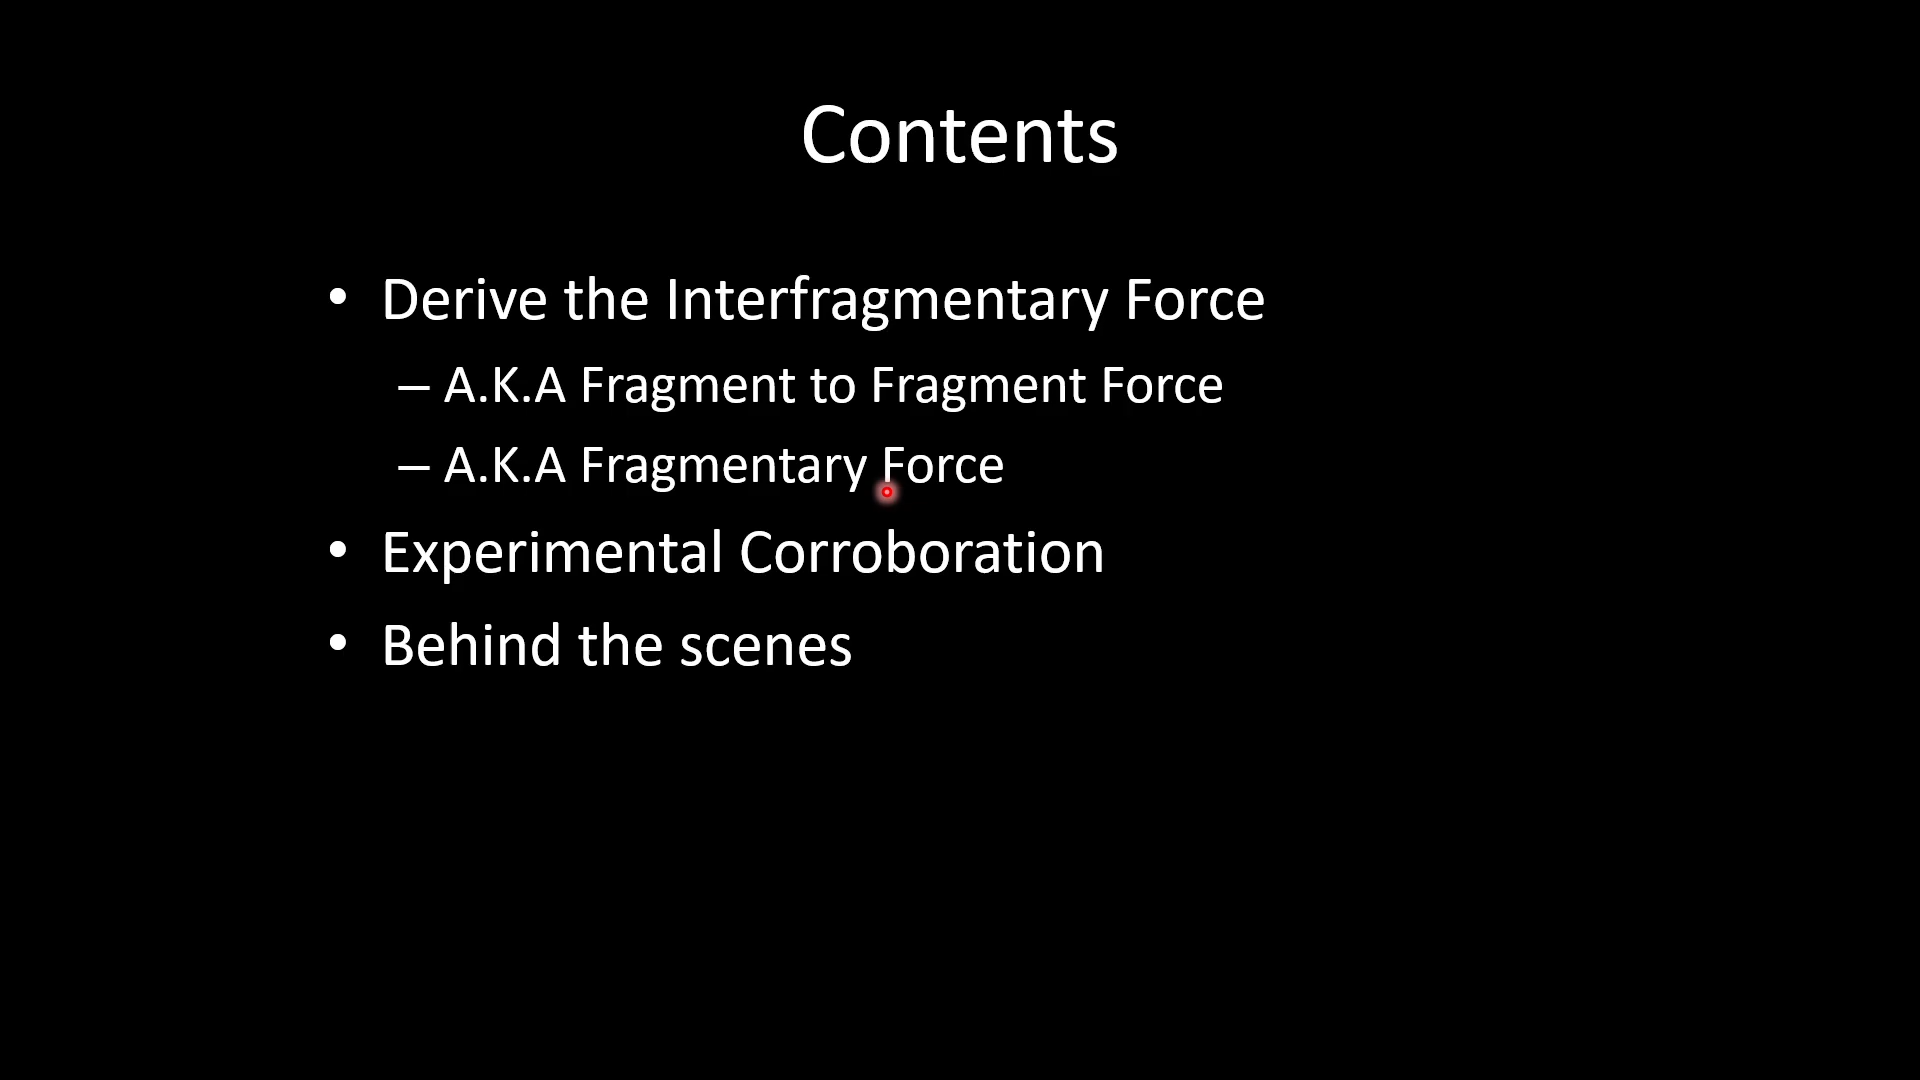 Contents
• Derive the Interfragmentary Force
– A.K.A Fragment to Fragment Force
– A.K.A Fragmentary Force
• Experimental Corroboration
• Behind the scenes